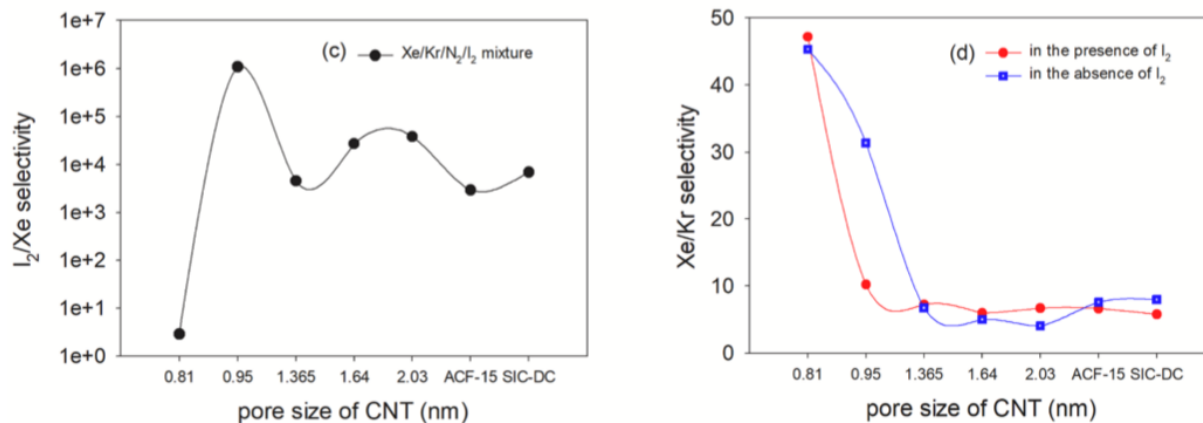 1e+7
1e+6
1e+5
1e+4
1e+3
1e+2
1e+1
1e+0
I₂/Xe selectivity
(c)
Xe/Kr/N₂/I₂ mixture
0.81 0.95 1.365 1.64 2.03 ACF-15 SIC-DC
pore size of CNT (nm)
50
40
30
20
10
0
Xe/Kr selectivity
(d)
in the presence of I₂
in the absence of I₂
0.81 0.95 1.365 1.64 2.03 ACF-15 SIC-DC
pore size of CNT (nm)